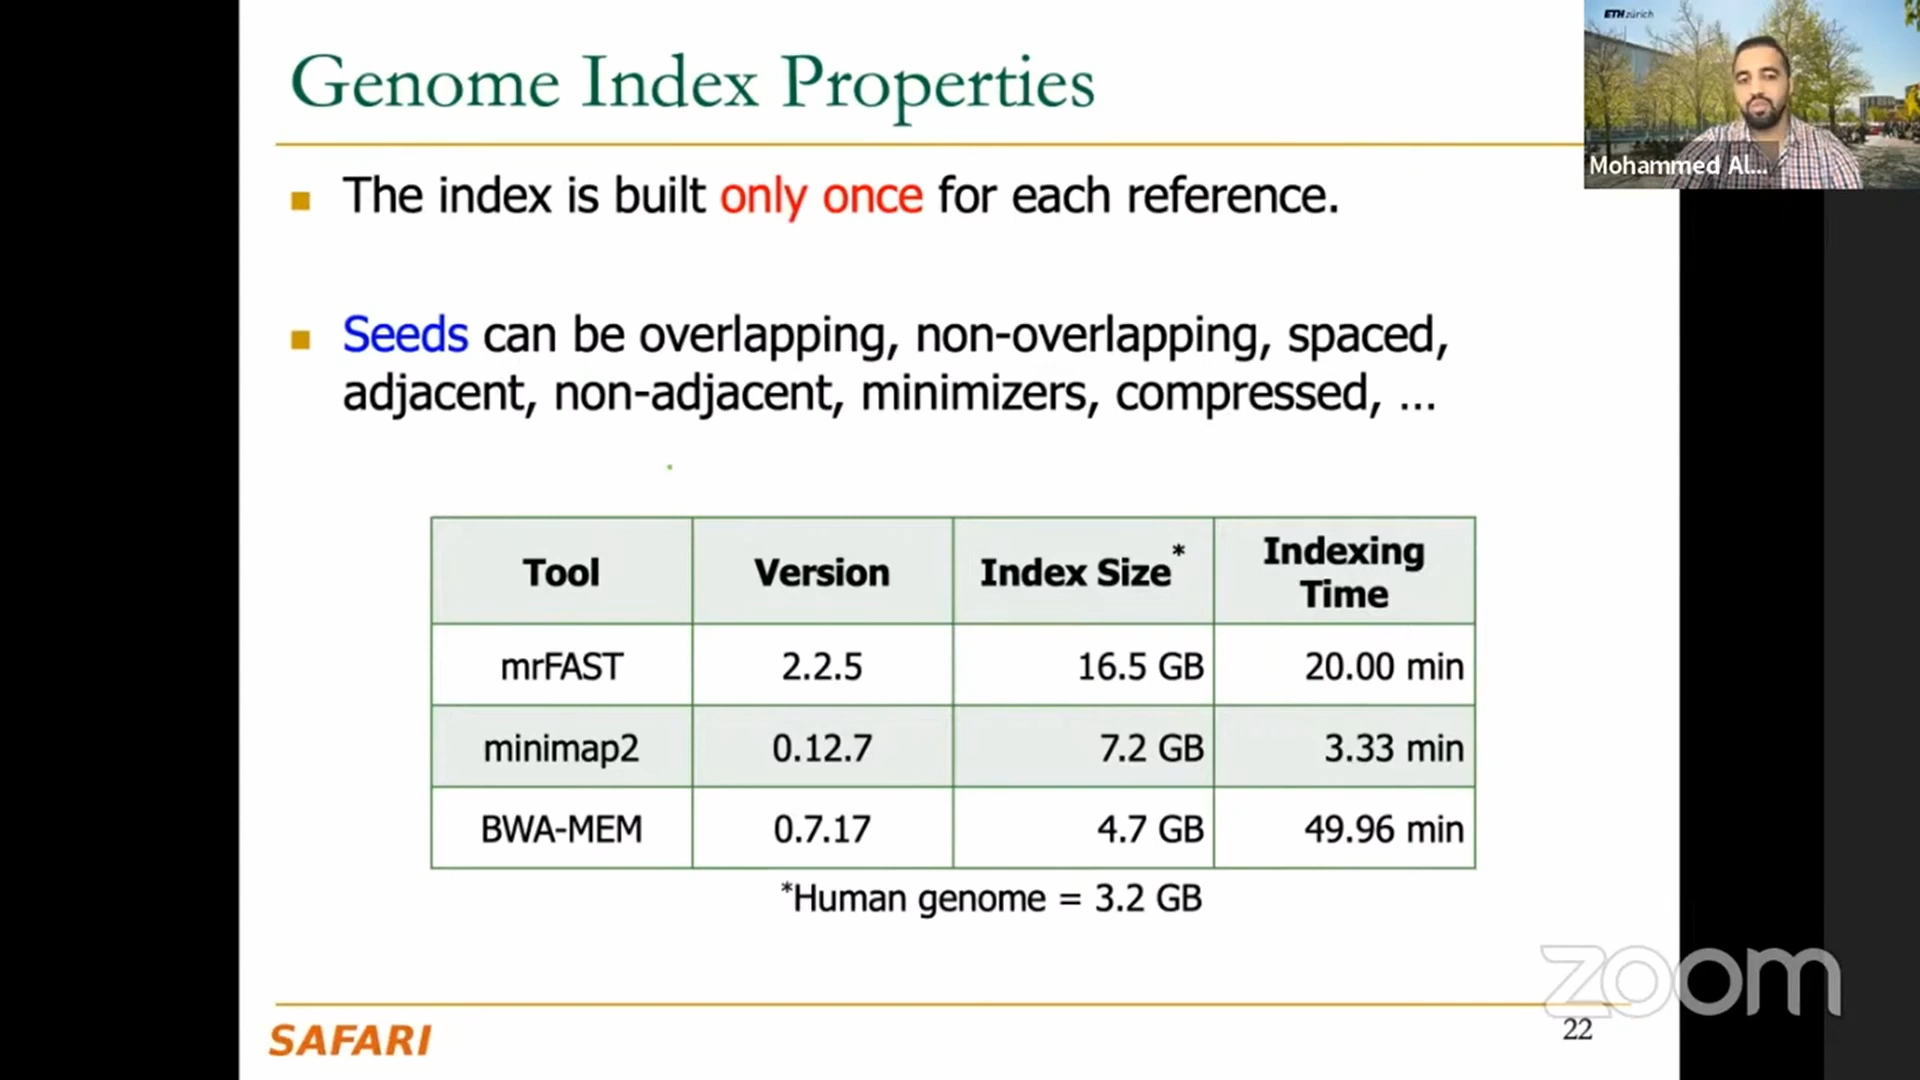 Genome Index Properties
ETH zürich
Mohammed Al...
The index is built only once for each reference.
Seeds can be overlapping, non-overlapping, spaced,
adjacent, non-adjacent, minimizers, compressed, ...
Tool Version Index Size* Indexing Time
mrFAST 2.2.5 16.5 GB 20.00 min
minimap2 0.12.7 7.2 GB 3.33 min
BWA-MEM 0.7.17 4.7 GB 49.96 min
*Human genome = 3.2 GB
zoom
SAFARI
22